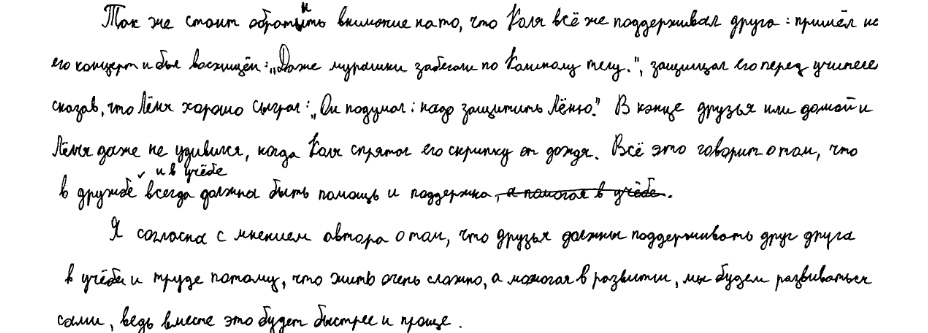 Так же стоит обратить внимание на то, что Коля всё же поддерживал друга: пришёл на
его концерт и был восхищён: „Даже мурашки забегали по Колиному телу.", защищал его перед учителем
сказав, что Лёня хорошо сыграл: „Он подумал: надо защитить Лёню." В конце друзья шли домой и
Лёня даже не удивился, когда Коля спрятал его скрипку от дождя. Всё это говорит о том, что
и в учёбе
в дружбе всегда должна быть помощь и поддержка, а помогая в учёбе.
Я согласна с мнением автора о том, что друзья должны поддерживать друг друга
в учёбе и труде потому, что жить очень сложно, а помогая в развитии, мы будем развиваться
сами, ведь вместе это будет быстрее и проще.